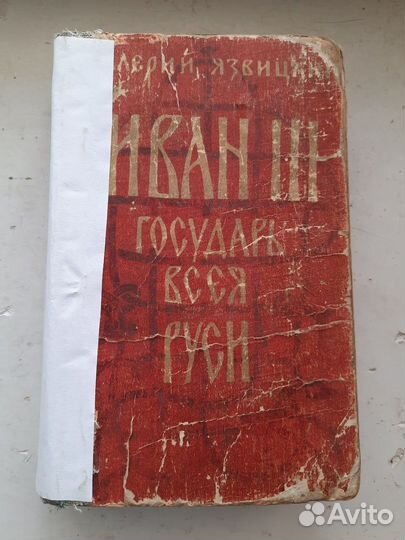 лерий Язвицки
ИВАН III
ГОСУДАРЬ
ВСЕЯ
РУСИ
Avito